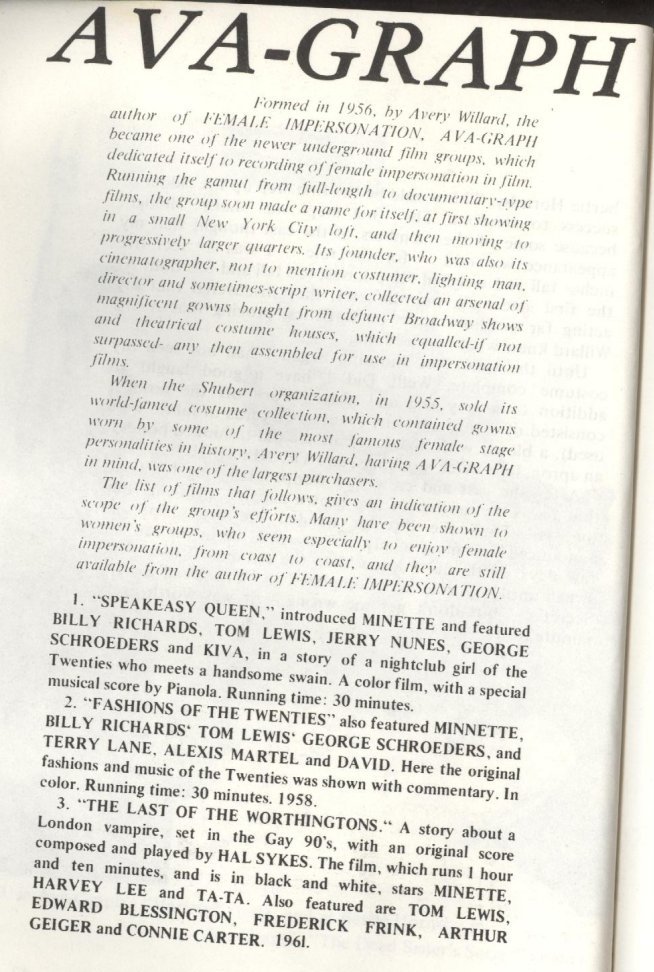 AVA-GRAPH
Formed in 1956, by Avery Willard, the
author of FEMALE IMPERSONATION, AVA-GRAPH
became one of the newer underground film groups, which
dedicated itself to recording of female impersonation in film.
Running the gamut from full-length to documentary-type
films, the group soon made a name for itself, at first showing
in a small New York City loft, and then moving to
progressively larger quarters. Its founder, who was also its
cinematographer, not to mention costumer, lighting man,
director and sometimes-script writer, collected an arsenal of
magnificent gowns bought from defunct Broadway shows
and theatrical costume houses, which equalled-if not
surpassed- any then assembled for use in impersonation
films.
When the Shubert organization, in 1955, sold its
world-famed costume collection, which contained gowns
worn by some of the most famous female stage
personalities in history, Avery Willard, having AVA-GRAPH
in mind, was one of the largest purchasers.
The list of films that follows, gives an indication of the
scope of the group's efforts. Many have been shown to
women's groups, who seem especially to enjoy female
impersonation, from coast to coast, and they are still
available from the author of FEMALE IMPERSONATION.
1. "SPEAKEASY QUEEN," introduced MINETTE and featured
BILLY RICHARDS, TOM LEWIS, JERRY NUNES, GEORGE
SCHROEDERS and KIVA, in a story of a nightclub girl of the
Twenties who meets a handsome swain. A color film, with a special
musical score by Pianola. Running time: 30 minutes.
2. "FASHIONS OF THE TWENTIES" also featured MINNETTE,
BILLY RICHARDS‘ TOM LEWIS‘ GEORGE SCHROEDERS, and
TERRY LANE, ALEXIS MARTEL and DAVID. Here the original
fashions and music of the Twenties was shown with commentary. In
color. Running time: 30 minutes. 1958.
3. "THE LAST OF THE WORTHINGTONS.“ A story about a
London vampire, set in the Gay 90's, with an original score
composed and played by HAL SYKES. The film, which runs 1 hour
and ten minutes, and is in black and white, stars MINETTE,
HARVEY LEE and TA-TA. Also featured are TOM LEWIS,
EDWARD BLESSINGTON, FREDERICK FRINK, ARTHUR
GEIGER and CONNIE CARTER. 1961.